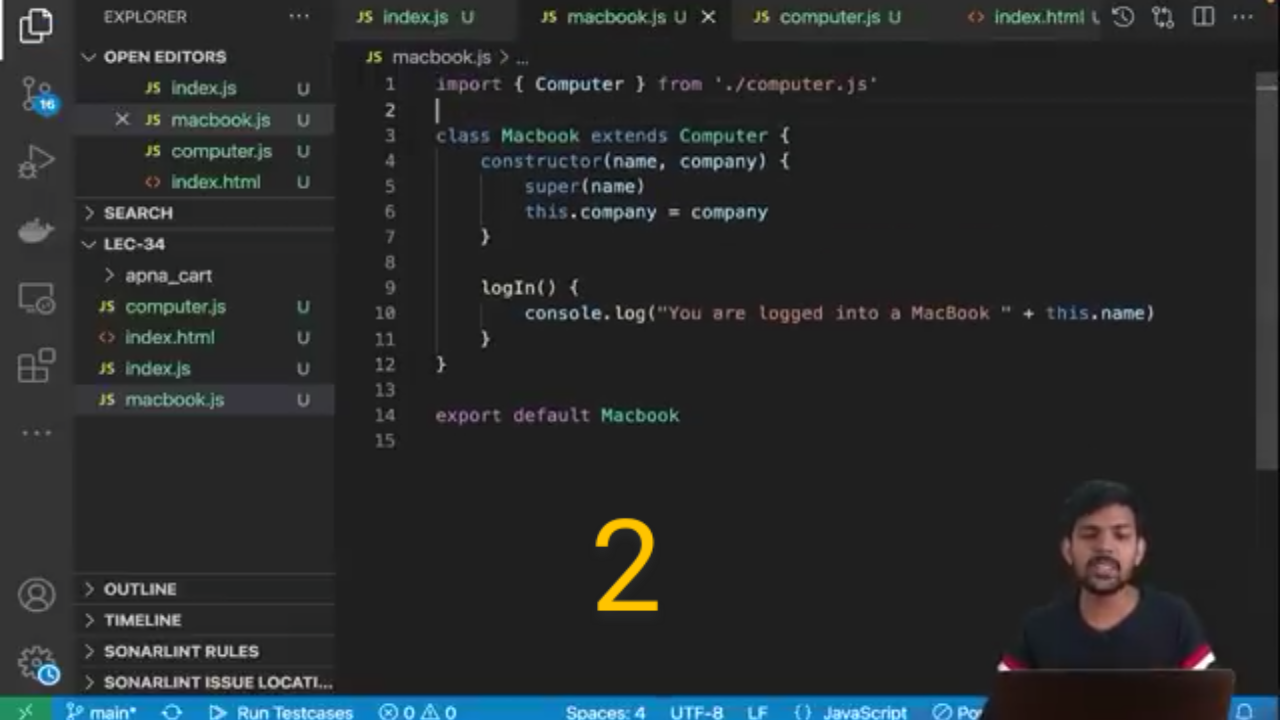 EXPLORER
OPEN EDITORS
JS index.js U
JS macbook.js U
JS computer.js U
<> index.html U
SEARCH
LEC-34
apna_cart
JS computer.js U
<> index.html U
JS index.js U
JS macbook.js U
OUTLINE
TIMELINE
SONARLINT RULES
SONARLINT ISSUE LOCATI...
16
JS index.js U JS macbook.js U JS computer.js U <> index.html U
JS macbook.js > ...
1 import { Computer } from './computer.js'
2
3 class Macbook extends Computer {
4 constructor(name, company) {
5 super(name)
6 this.company = company
7 }
8
9 logIn() {
10 console.log("You are logged into a MacBook " + this.name)
11 }
12 }
13
14 export default Macbook
15
2
main* Run Testcases 0 0 Spaces: 4 UTF-8 LF {} JavaScript